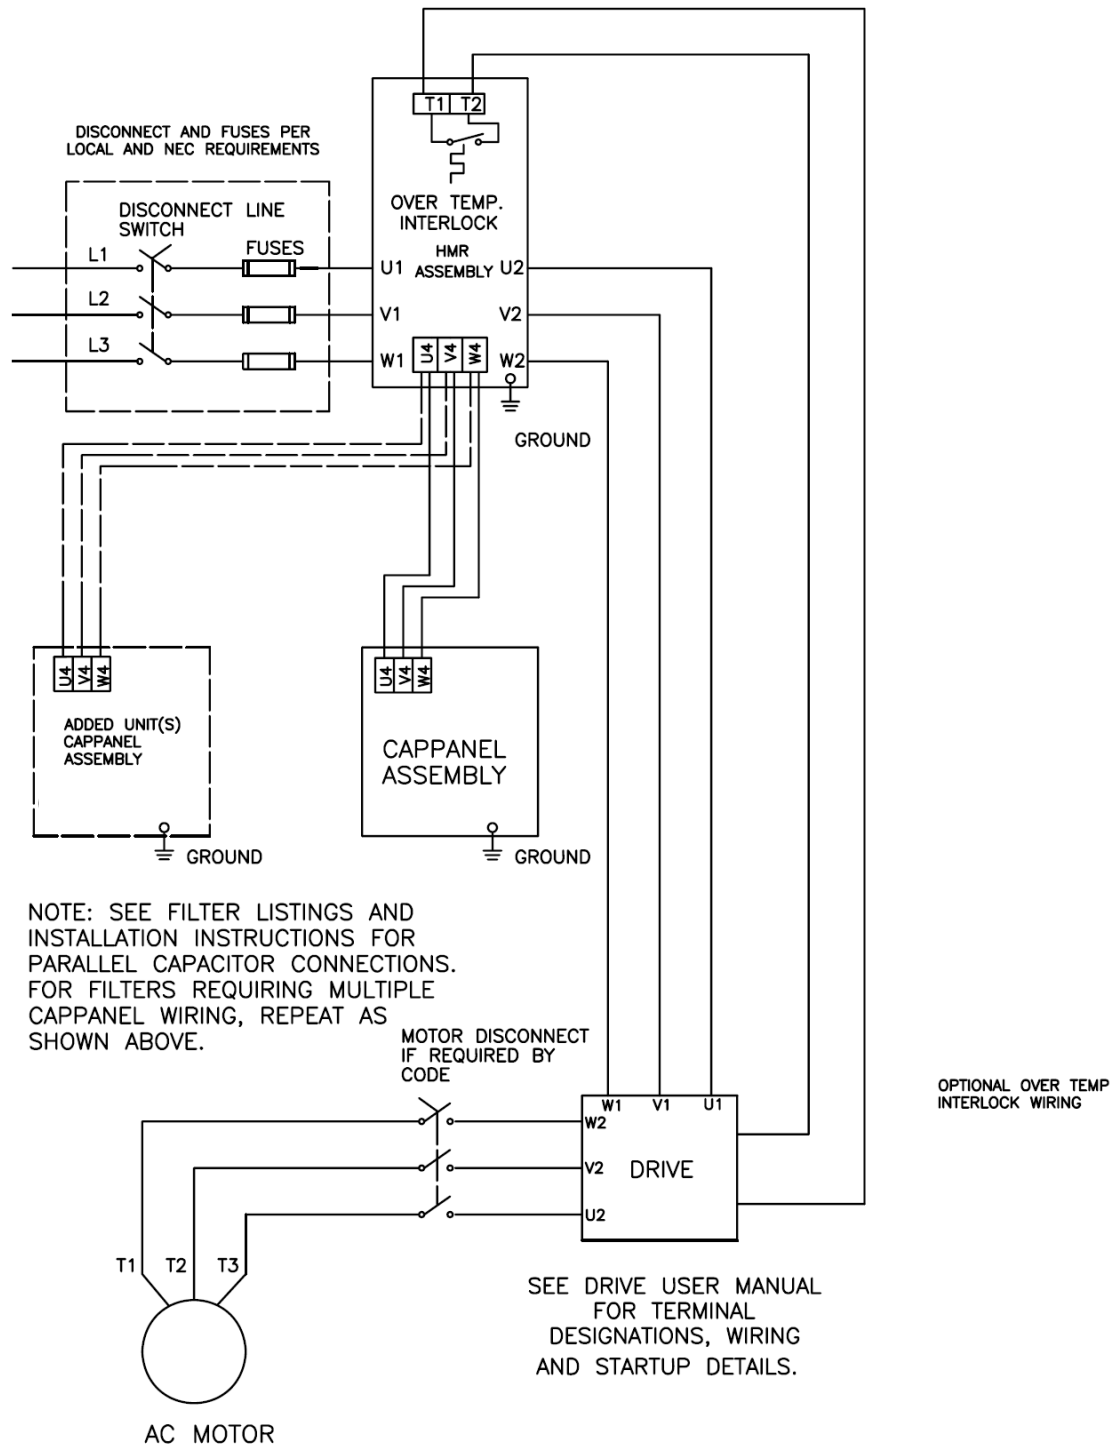 T1 T2
DISCONNECT AND FUSES PER
LOCAL AND NEC REQUIREMENTS
OVER TEMP.
INTERLOCK
DISCONNECT LINE
SWITCH
FUSES
HMR
ASSEMBLY
L1
U1
U2
L2
V1
V2
L3
W1
U4 V4 W4
W2
GROUND
U4 V4 W4
ADDED UNIT(S)
CAPPANEL
ASSEMBLY
GROUND
U4 V4 W4
CAPPANEL
ASSEMBLY
GROUND
NOTE: SEE FILTER LISTINGS AND
INSTALLATION INSTRUCTIONS FOR
PARALLEL CAPACITOR CONNECTIONS.
FOR FILTERS REQUIRING MULTIPLE
CAPPANEL WIRING, REPEAT AS
SHOWN ABOVE.
MOTOR DISCONNECT
IF REQUIRED BY
CODE
OPTIONAL OVER TEMP
INTERLOCK WIRING
W1 V1 U1
W2
V2
U2
DRIVE
T1 T2 T3
SEE DRIVE USER MANUAL
FOR TERMINAL
DESIGNATIONS, WIRING
AND STARTUP DETAILS.
AC MOTOR